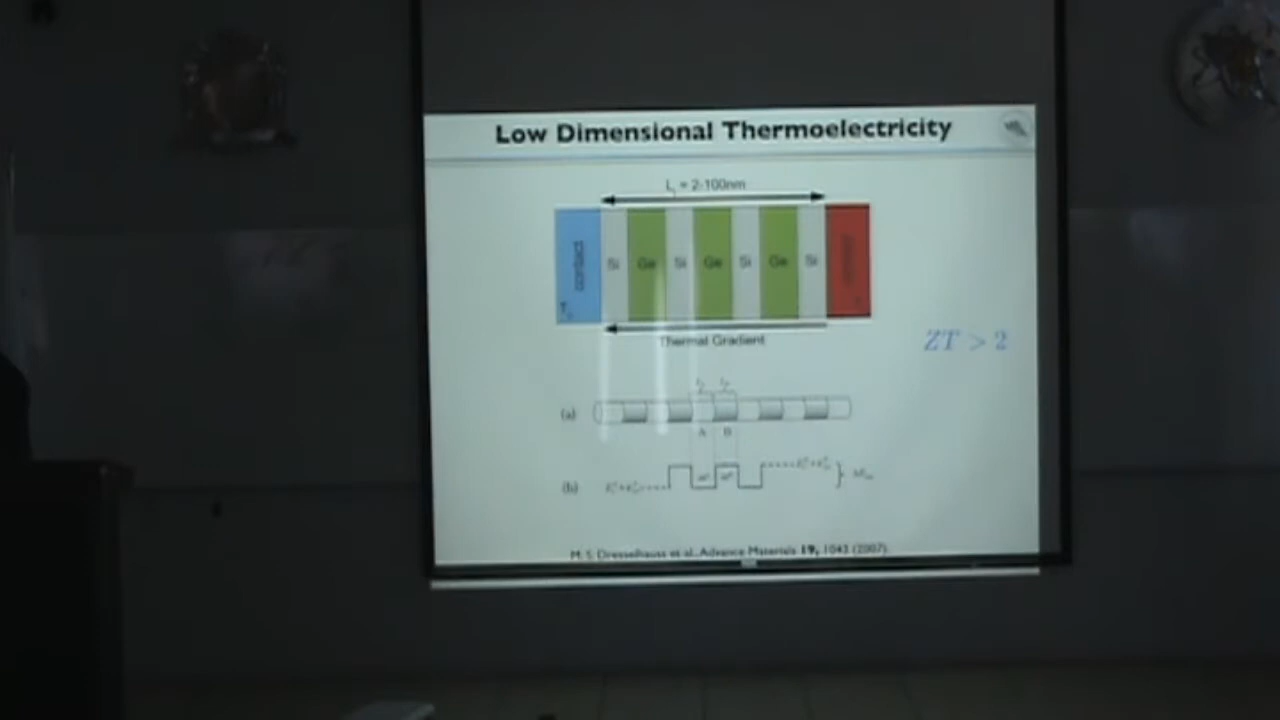 Low Dimensional Thermoelectricity
L = 2-100nm
contact
Si
Ge
Si
Ge
Si
Ge
Si
Thermal Gradient
ZT > 2
(a)
A B
(b)
M. S. Dresselhauss et al., Advance Materials 19, 1043 (2007).